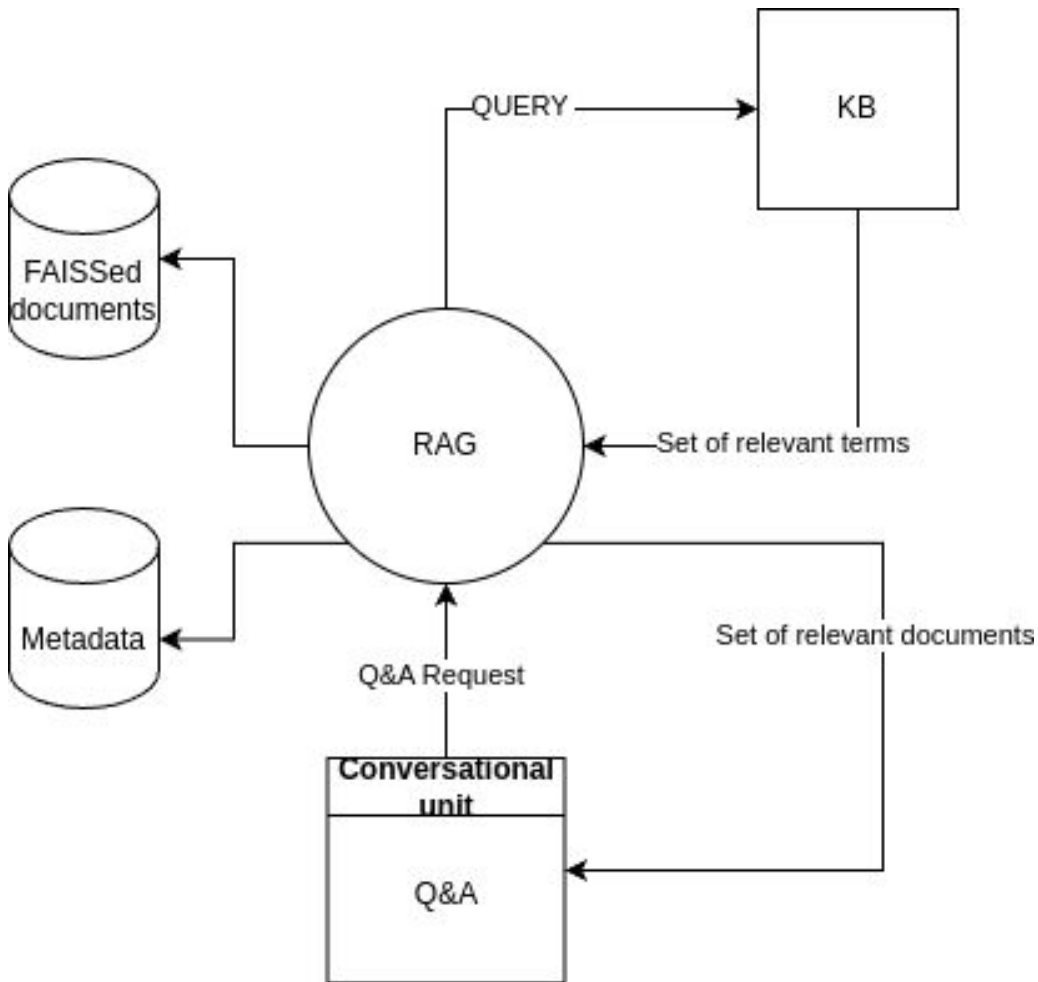 QUERY
KB
FAISSed
documents
RAG
Set of relevant terms
Metadata
Set of relevant documents
Q&A Request
Conversational
unit
Q&A